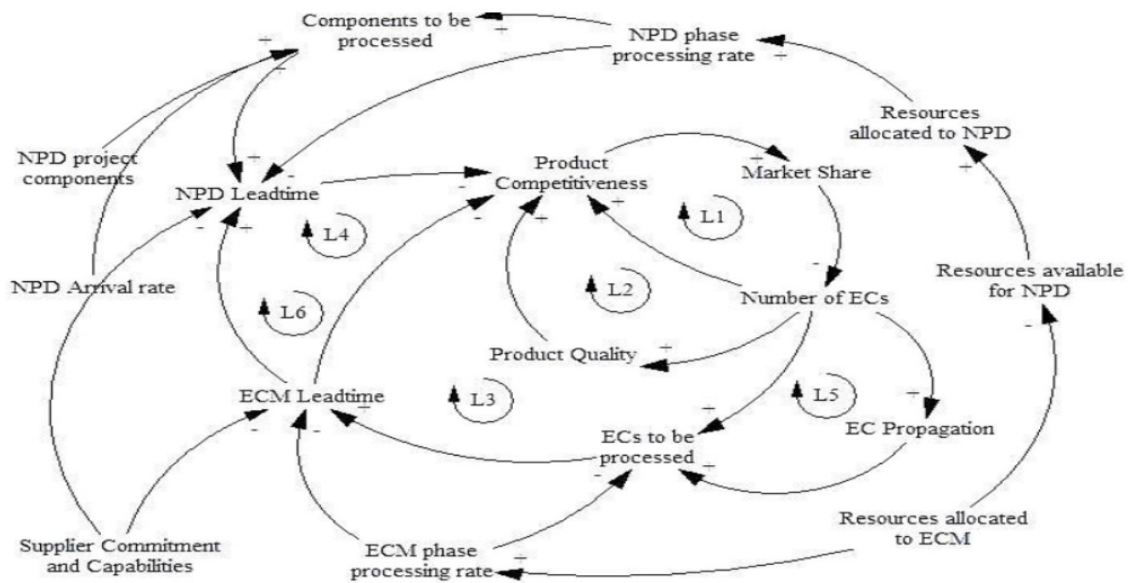 Components to be
processed
NPD phase
processing rate
Resources
allocated to NPD
NPD project
components
NPD Leadtime
Product
Competitiveness
Market Share
L1
L4
NPD Arrival rate
L6
L2
Number of ECs
Resources available
for NPD
Product Quality
ECM Leadtime
L3
L5
EC Propagation
ECs to be
processed
Supplier Commitment
and Capabilities
ECM phase
processing rate
Resources allocated
to ECM